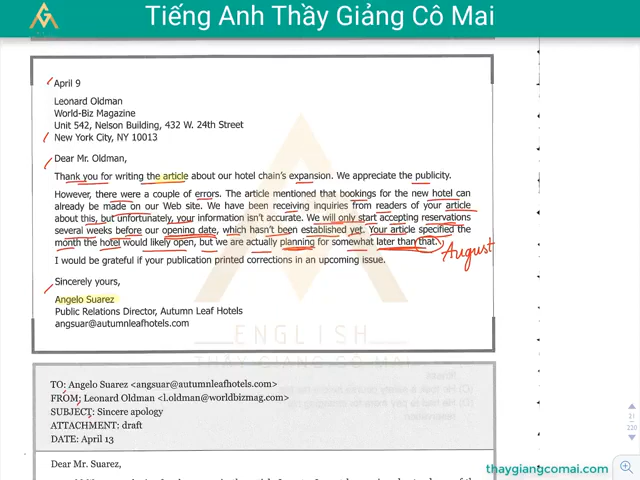 Tiếng Anh Thầy Giảng Cô Mai
April 9
Leonard Oldman
World-Biz Magazine
Unit 542, Nelson Building, 432 W. 24th Street
New York City, NY 10013
Dear Mr. Oldman,
Thank you for writing the article about our hotel chain's expansion. We appreciate the publicity.
However, there were a couple of errors. The article mentioned that bookings for the new hotel can
already be made on our Web site. We have been receiving inquiries from readers of your article
about this, but unfortunately, your information isn't accurate. We will only start accepting reservations
several weeks before our opening date, which hasn't been established yet. Your article specified the
month the hotel would likely open, but we are actually planning for somewhat later than that.
August
I would be grateful if your publication printed corrections in an upcoming issue.
Sincerely yours,
Angelo Suarez
Public Relations Director, Autumn Leaf Hotels
angsuar@autumnleafhotels.com
ENGLISH
THẦY GIẢNG CÔ MAI
TO: Angelo Suarez <angsuar@autumnleafhotels.com>
FROM: Leonard Oldman <l.oldman@worldbizmag.com>
SUBJECT: Sincere apology
ATTACHMENT: draft
DATE: April 13
Dear Mr. Suarez,
21
220
thaygiangcomai.com